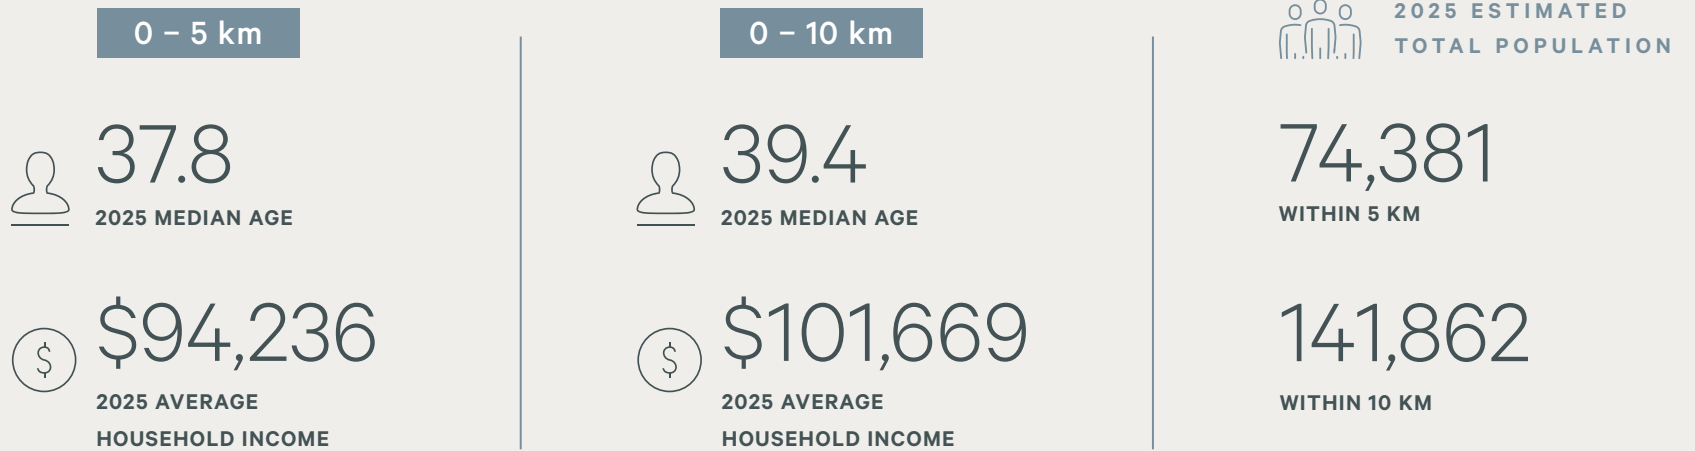 0 – 5 km
37.8
2025 MEDIAN AGE
$94,236
2025 AVERAGE
HOUSEHOLD INCOME
0 – 10 km
39.4
2025 MEDIAN AGE
$101,669
2025 AVERAGE
HOUSEHOLD INCOME
2025 ESTIMATED
TOTAL POPULATION
74,381
WITHIN 5 KM
141,862
WITHIN 10 KM